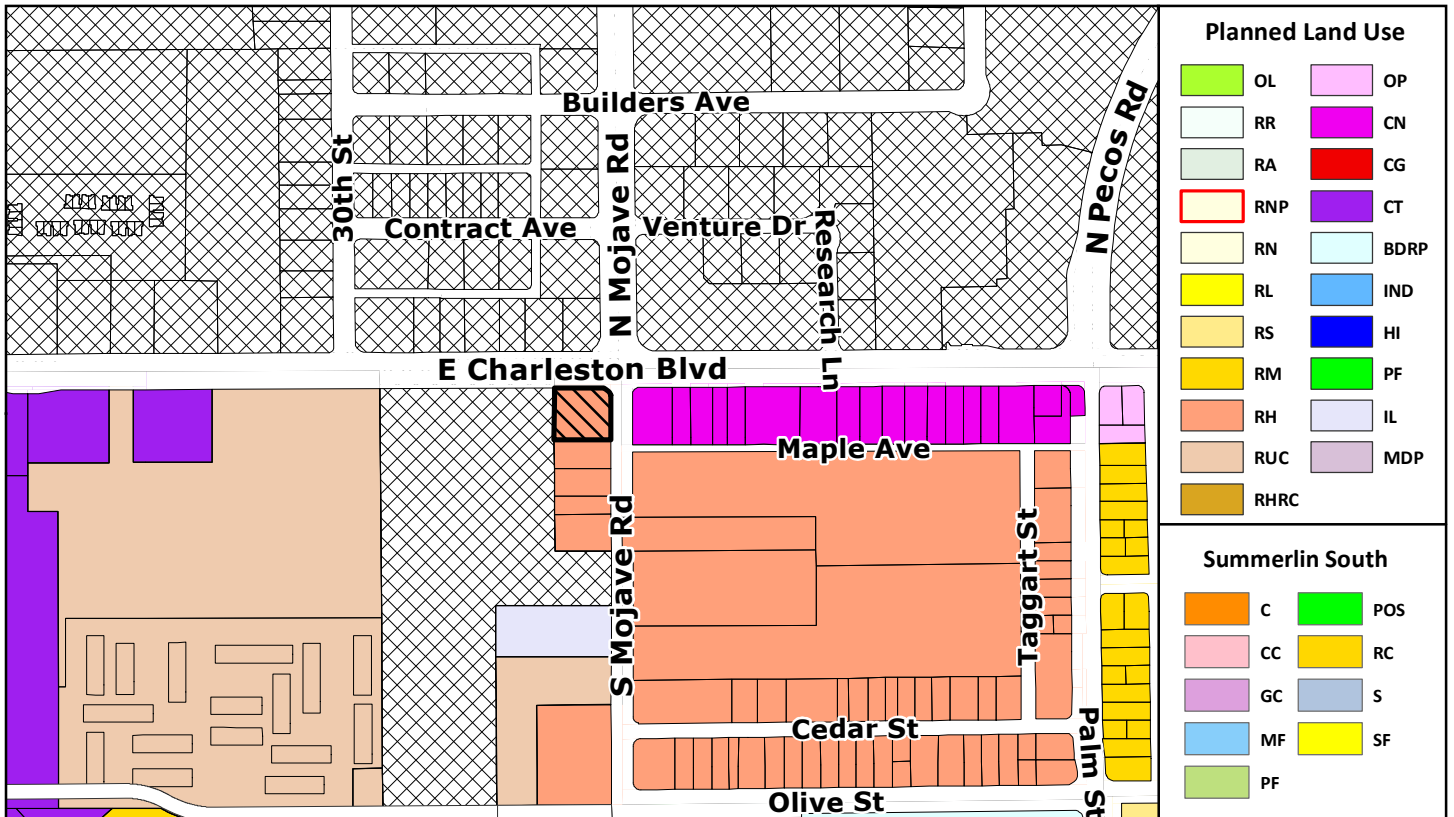 Builders Ave
30th St
N Mojave Rd
N Pecos Rd
Contract Ave
Venture Dr
Research Ln
E Charleston Blvd
Maple Ave
S Mojave Rd
Taggart St
Cedar St
Palm St
Olive St
Planned Land Use
OL
OP
RR
CN
RA
CG
RNP
CT
RN
BDRP
RL
IND
RS
HI
RM
PF
RH
IL
RUC
MDP
RHRC
Summerlin South
C
POS
CC
RC
GC
S
MF
SF
PF